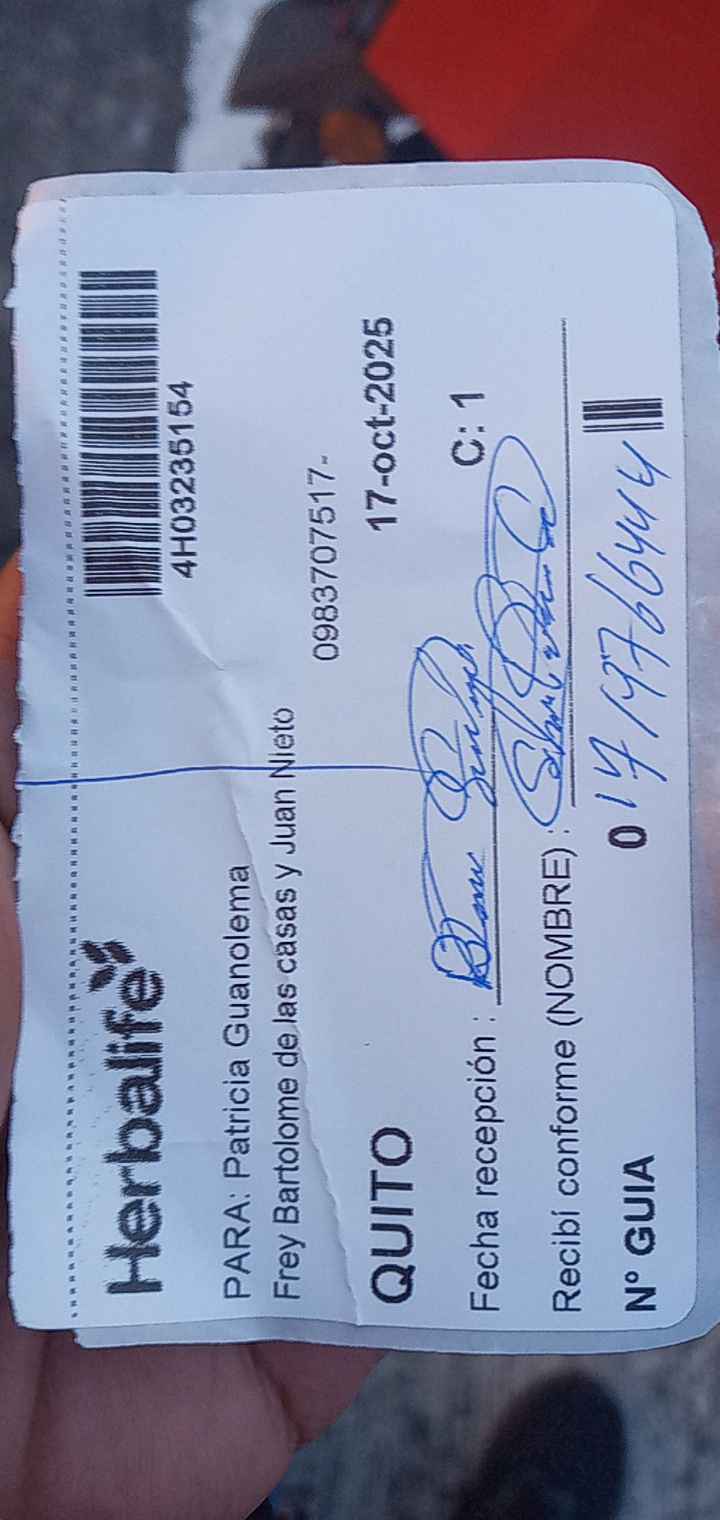 Herbalife
4H03235154
PARA: Patricia Guanolema
Frey Bartolome de las casas y Juan Nieto
0983707517-
QUITO 17-oct-2025
C: 1
Fecha recepción :
Recibí conforme (NOMBRE) :
Nº GUIA 0 1719766444